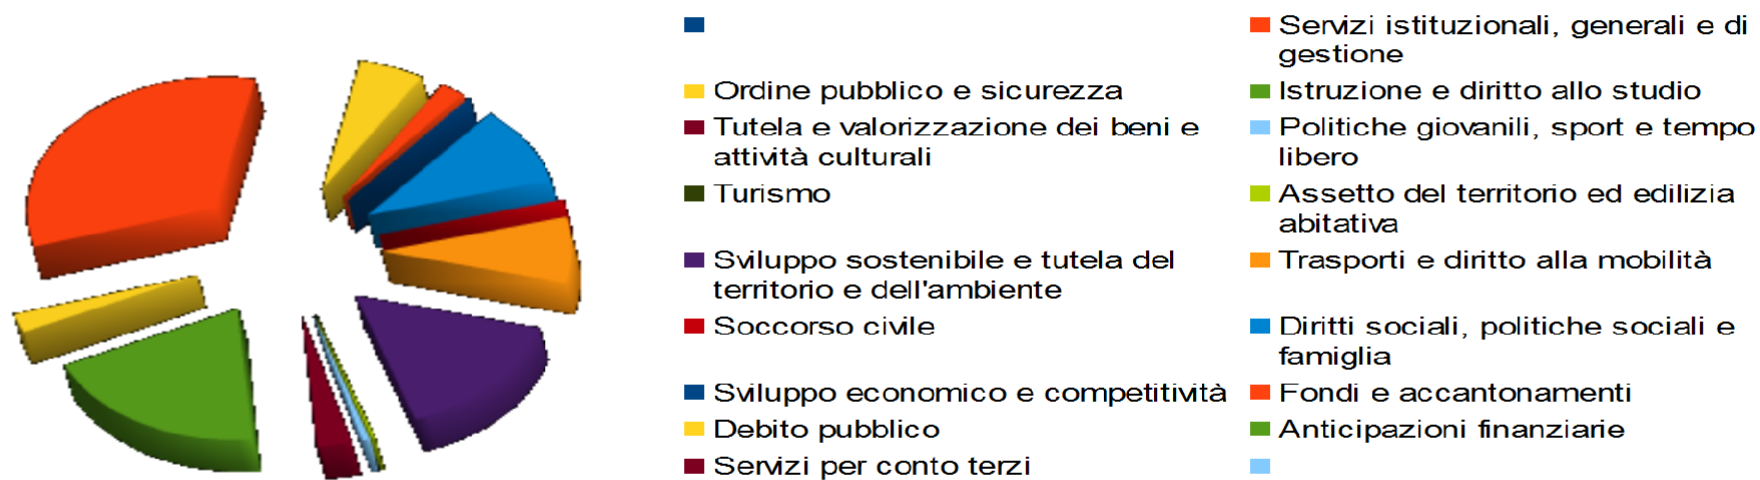 Servizi istituzionali, generali e di
gestione
Ordine pubblico e sicurezza
Istruzione e diritto allo studio
Tutela e valorizzazione dei beni e
attività culturali
Politiche giovanili, sport e tempo
libero
Turismo
Assetto del territorio ed edilizia
abitativa
Sviluppo sostenibile e tutela del
territorio e dell'ambiente
Trasporti e diritto alla mobilità
Soccorso civile
Diritti sociali, politiche sociali e
famiglia
Sviluppo economico e competitività
Fondi e accantonamenti
Debito pubblico
Anticipazioni finanziarie
Servizi per conto terzi